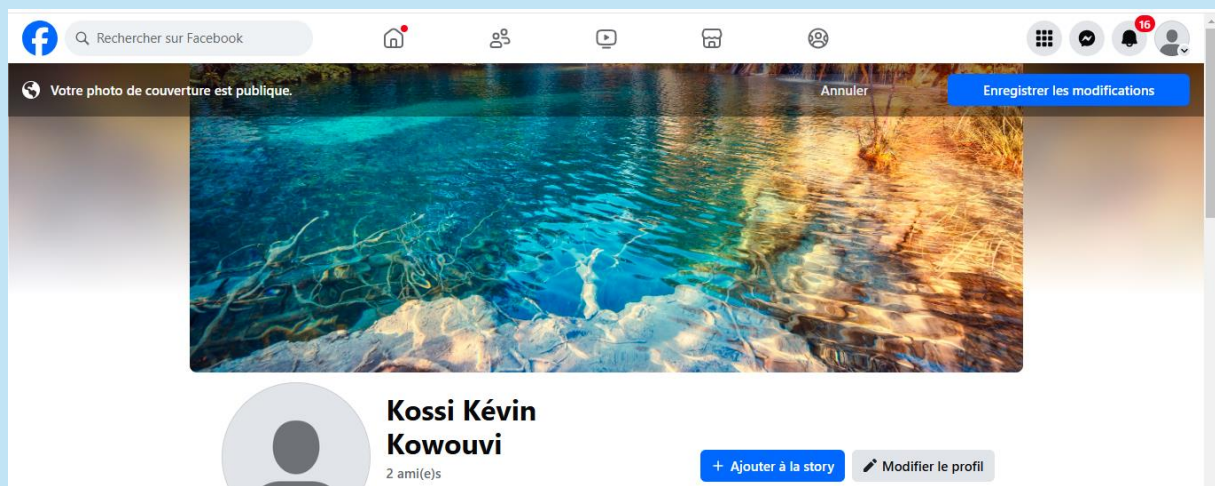 Rechercher sur Facebook
16
Votre photo de couverture est publique.
Annuler
Enregistrer les modifications
Kossi Kévin
Kowouvi
2 ami(e)s
+ Ajouter à la story
Modifier le profil